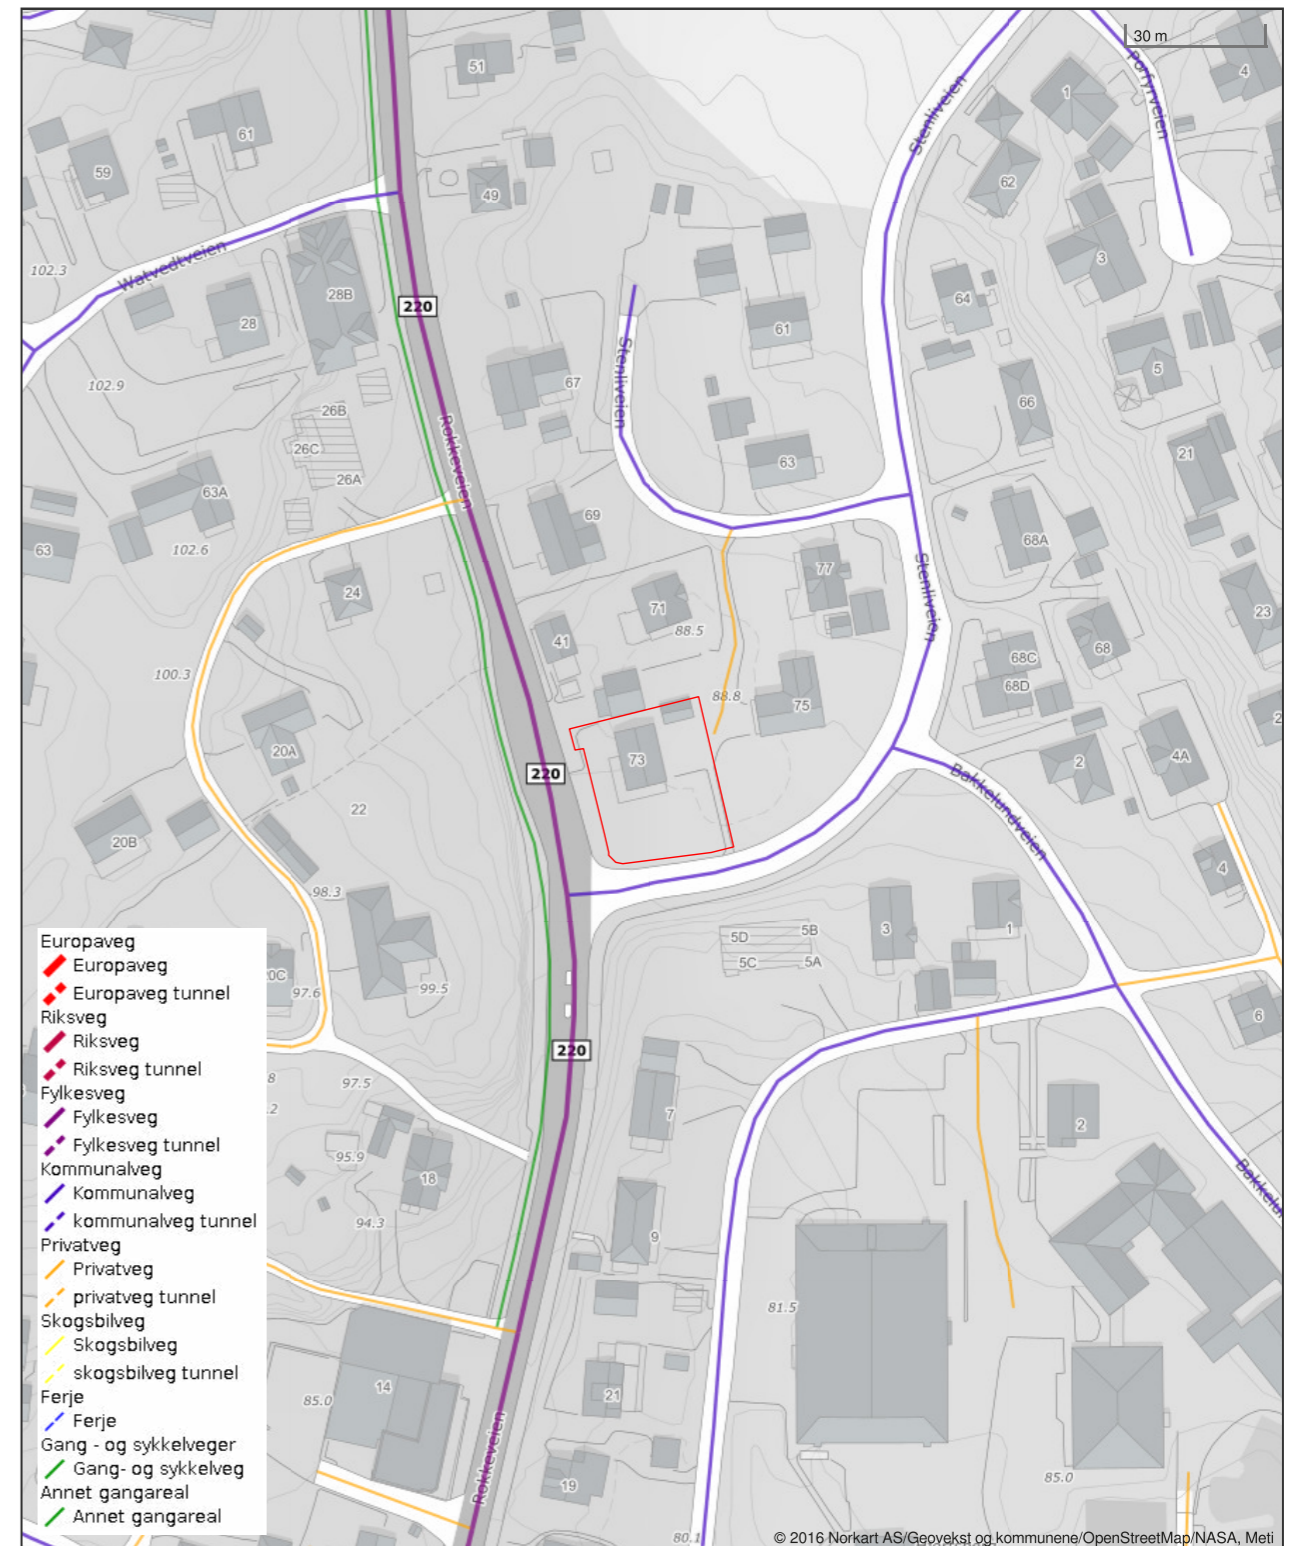 30 m
51
4
Porfyrveien
1
61
Stenliveien
59
62
49
Watvedtveien
102.3
3
28B
64
220
28
61
Stenliveien
5
67
102.9
66
26B
Rokkeveien
26C
21
63
26A
63A
69
68A
63
102.6
77
Stenliveien
24
71
23
88.5
41
68
68C
100.3
68D
88.8
75
2
20A
73
4A
2
220
Bakkelundveien
22
20B
4
98.3
3
1
5D
5B
5C
5A
0C
97.6
99.5
6
220
8
97.5
.2
7
2
95.9
18
Bakkelu
94.3
9
81.5
14
85.0
21
Rokkeveien
19
85.0
80.1
Europaveg
Europaveg
Europaveg tunnel
Riksveg
Riksveg
Riksveg tunnel
Fylkesveg
Fylkesveg
Fylkesveg tunnel
Kommunalveg
Kommunalveg
kommunalveg tunnel
Privatveg
Privatveg
privatveg tunnel
Skogsbilveg
Skogsbilveg
skogsbilveg tunnel
Ferje
Ferje
Gang - og sykkelveger
Gang- og sykkelveg
Annet gangareal
Annet gangareal
© 2016 Norkart AS/Geovekst og kommunene/OpenStreetMap/NASA, Meti